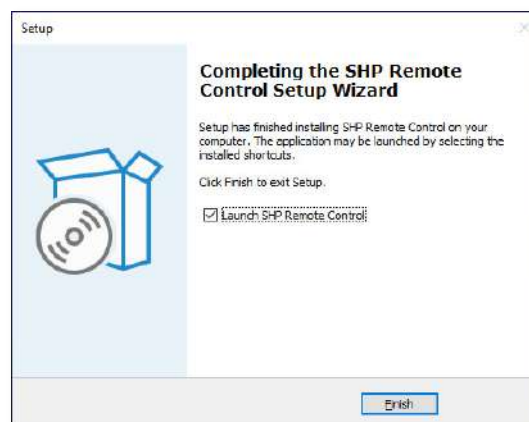 Setup
Completing the SHP Remote
Control Setup Wizard
Setup has finished installing SHP Remote Control on your
computer. The application may be launched by selecting the
installed shortcuts.
Click Finish to exit Setup.
Launch SHP Remote Control
Finish